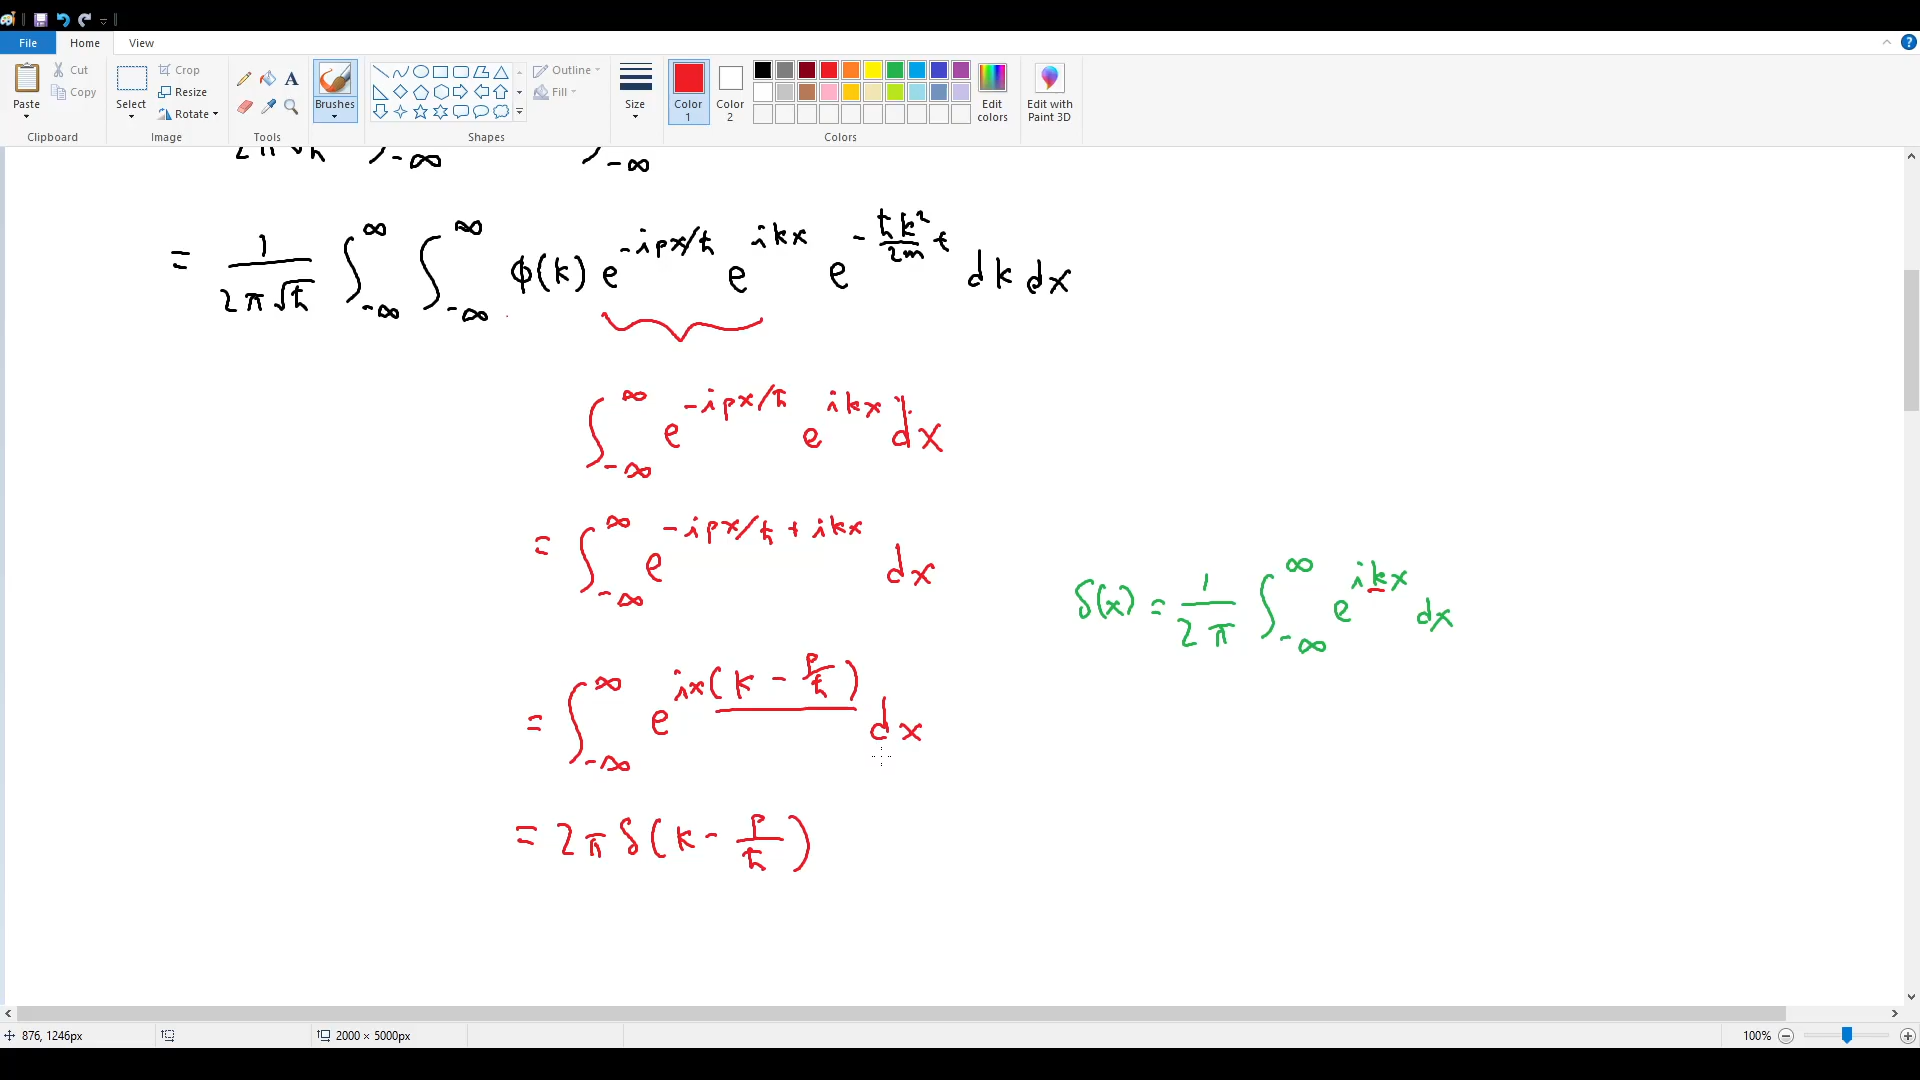 File Home View
Paste Cut Copy Clipboard
Select Crop Resize Rotate Image
Tools
Brushes
Shapes Outline Fill
Size
Color 1 Color 2 Edit colors Colors
Edit with Paint 3D
2π√ħ ∫-∞ ∫-∞
= 1/(2π√ħ) ∫_{-∞}^{∞} ∫_{-∞}^{∞} φ(k) e^{-ipx/ħ} e^{ikx} e^{-ħk²/2m t} dk dx
∫_{-∞}^{∞} e^{-ipx/ħ} e^{ikx} dx
= ∫_{-∞}^{∞} e^{-ipx/ħ + ikx} dx
δ(x) = 1/(2π) ∫_{-∞}^{∞} e^{ikx} dx
= ∫_{-∞}^{∞} e^{ix(k - p/ħ)} dx
= 2π δ(k - p/ħ)
876, 1246px 2000 × 5000px 100%